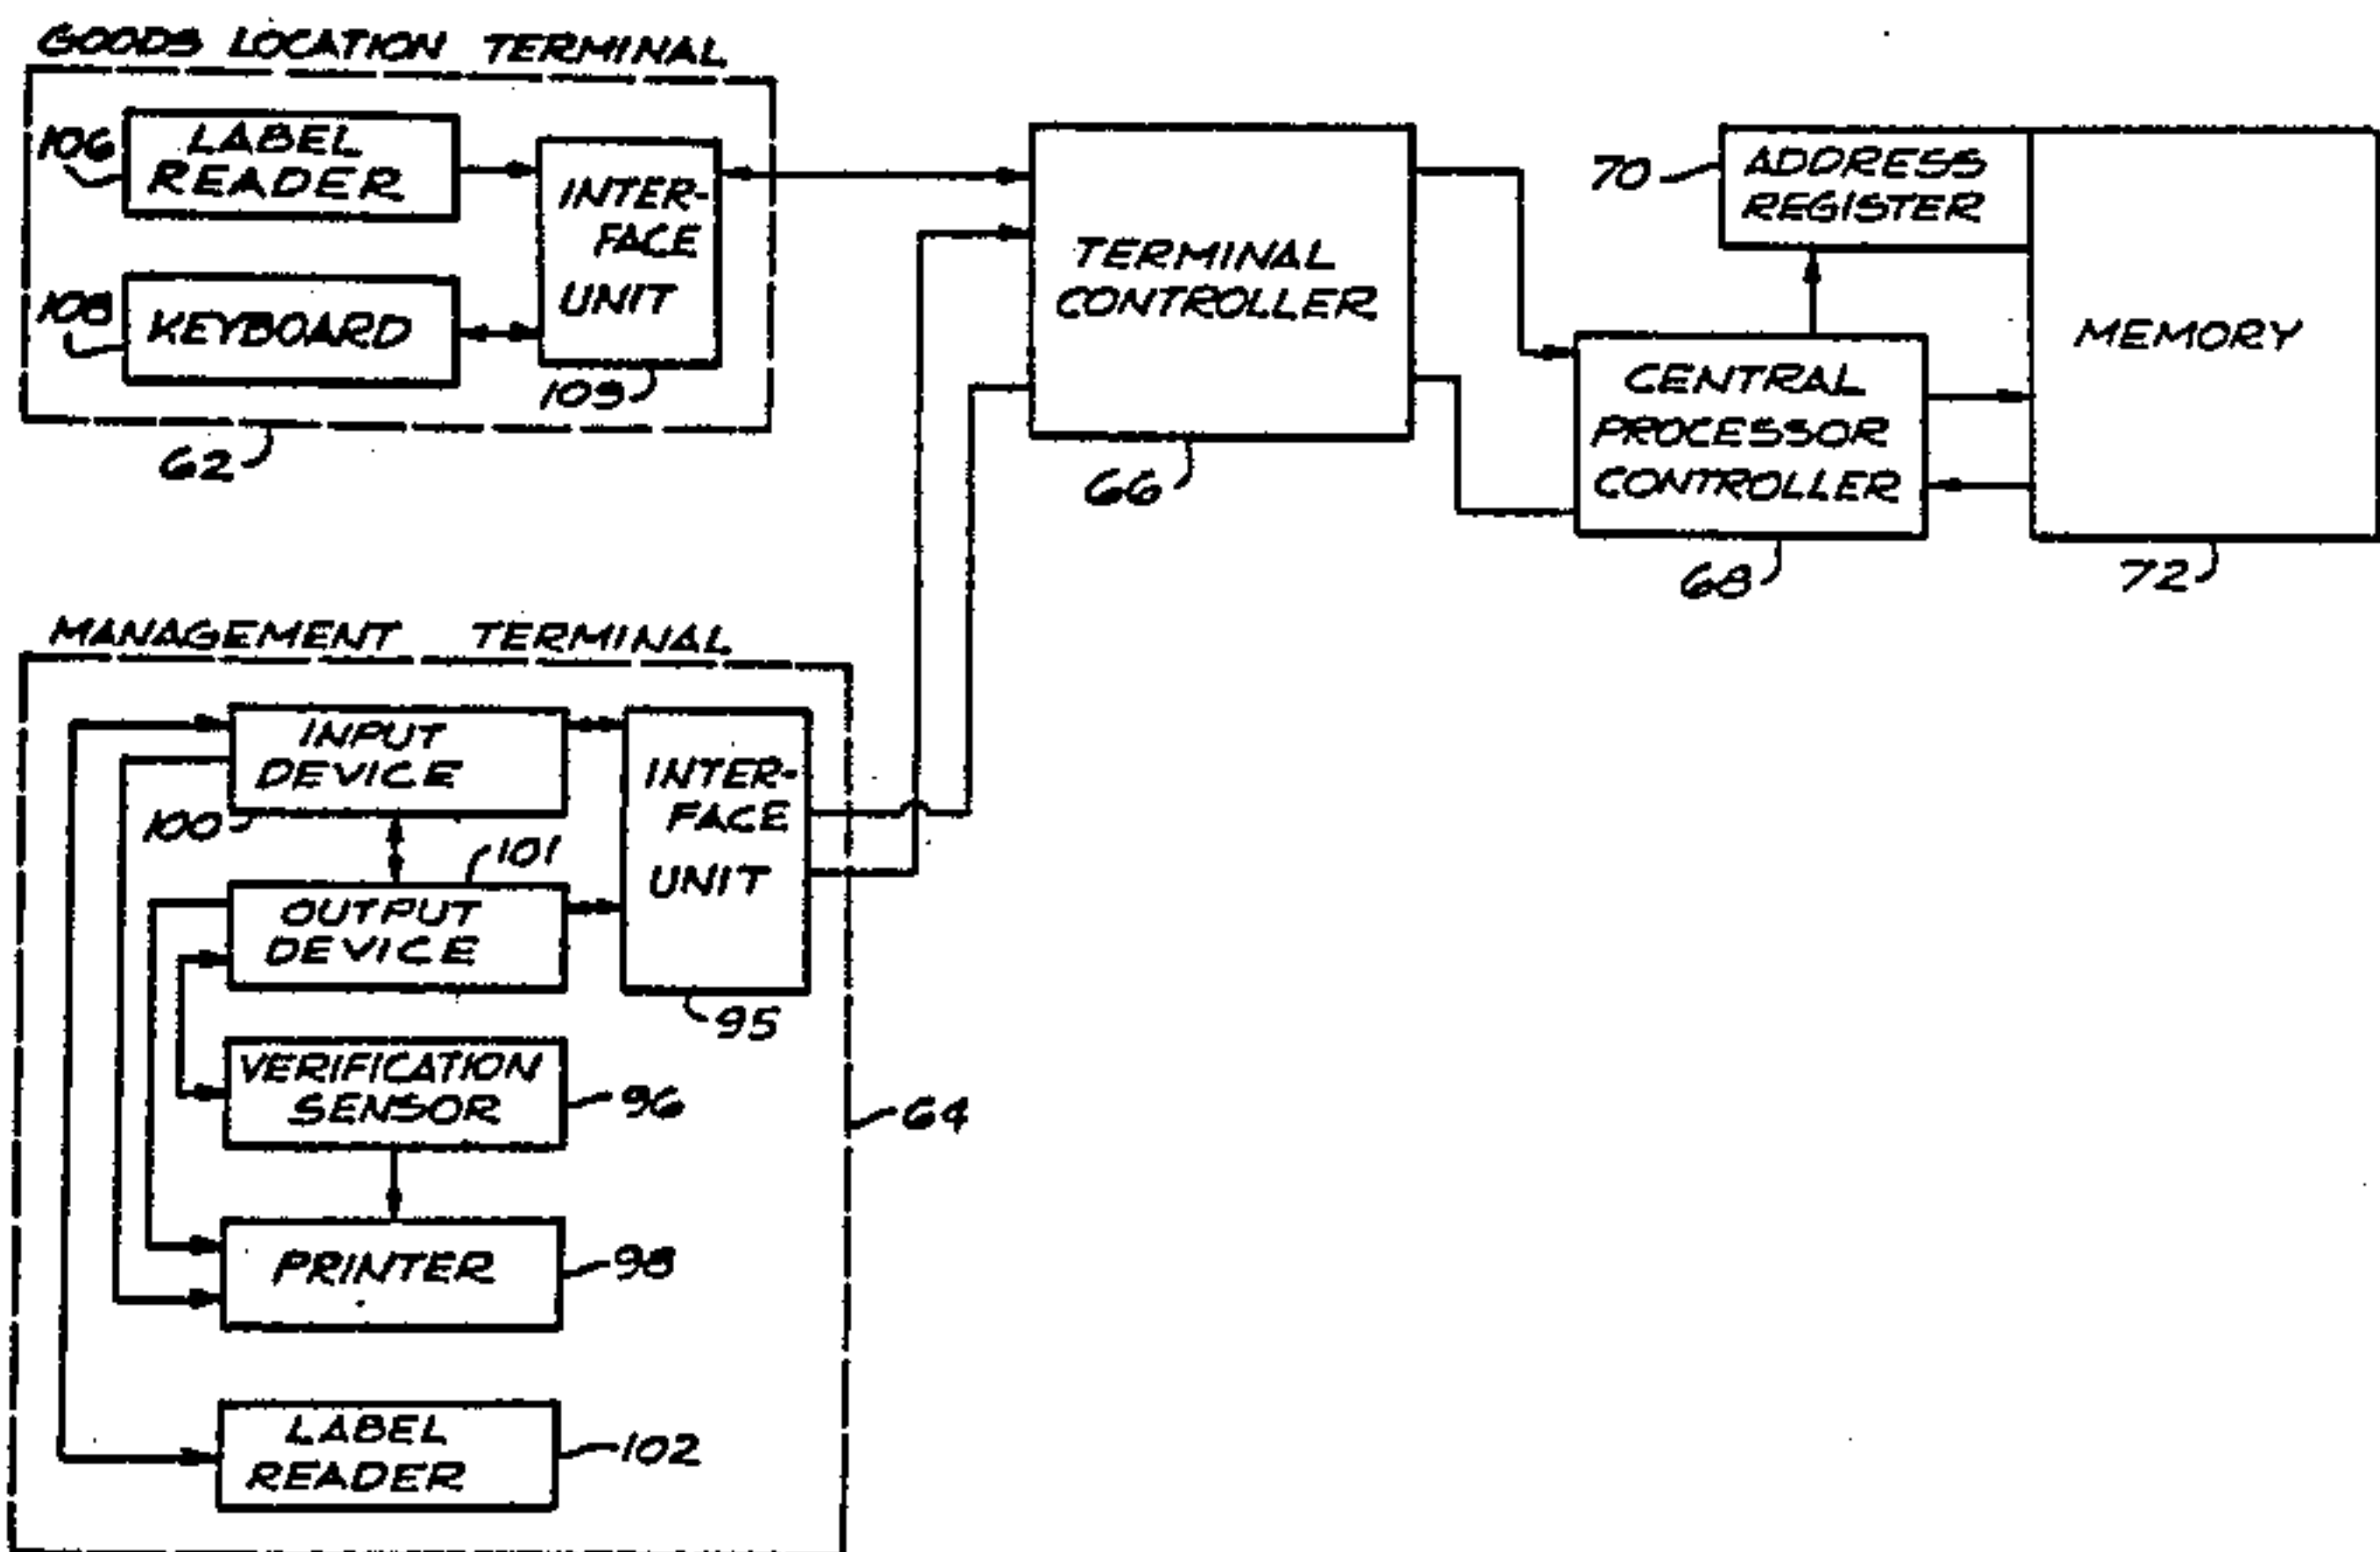 GOODS LOCATION TERMINAL
106
LABEL
READER
INTER-
FACE
UNIT
108
KEYBOARD
109
62
TERMINAL
CONTROLLER
66
70
ADDRESS
REGISTER
MEMORY
CENTRAL
PROCESSOR
CONTROLLER
68
72
MANAGEMENT TERMINAL
INPUT
DEVICE
100
INTER-
FACE
UNIT
101
OUTPUT
DEVICE
95
VERIFICATION
SENSOR
96
64
PRINTER
98
LABEL
READER
102